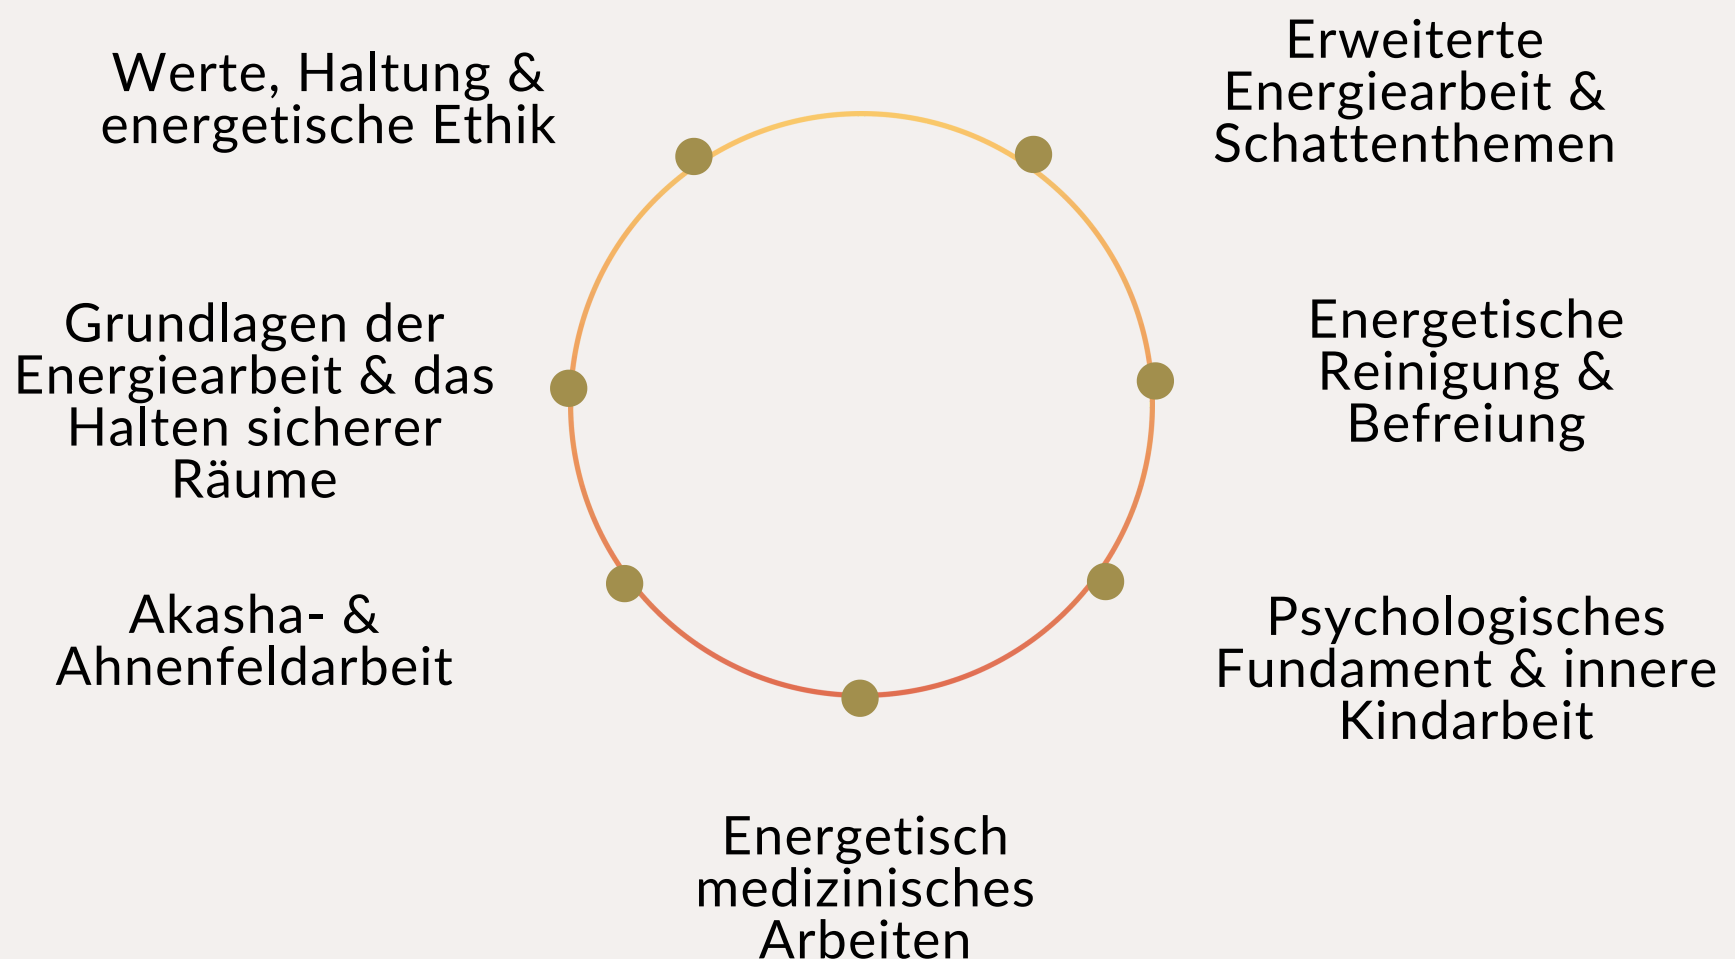 Werte, Haltung &
energetische Ethik
Erweiterte
Energiearbeit &
Schattenthemen
Grundlagen der
Energiearbeit & das
Halten sicherer
Räume
Energetische
Reinigung &
Befreiung
Akasha- &
Ahnenfeldarbeit
Psychologisches
Fundament & innere
Kindarbeit
Energetisch
medizinisches
Arbeiten